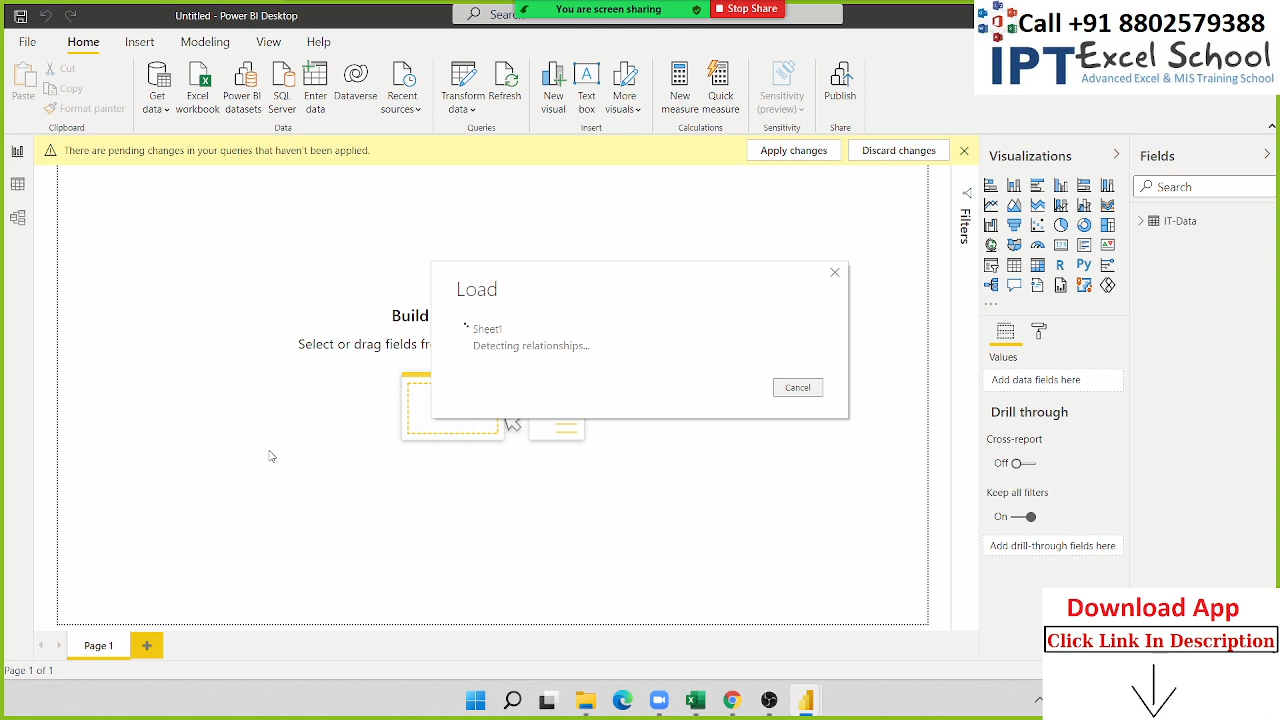 Untitled - Power BI Desktop
Sear
You are screen sharing
Stop Share
Call +91 8802579388
IPT Excel School
Advanced Excel & MIS Training School
File
Home
Insert
Modeling
View
Help
Paste
Cut
Copy
Format painter
Clipboard
Get data
Excel workbook
Power BI datasets
SQL Server
Enter data
Dataverse
Recent sources
Data
Transform data
Refresh
Queries
New visual
Text box
More visuals
Insert
New measure
Quick measure
Calculations
Sensitivity (preview)
Sensitivity
Publish
Share
There are pending changes in your queries that haven't been applied.
Apply changes
Discard changes
Filters
Visualizations
Fields
Search
IT-Data
R
Py
123
Build
Select or drag fields fr
Load
Sheet1
Detecting relationships...
Cancel
Values
Add data fields here
Drill through
Cross-report
Off
Keep all filters
On
Add drill-through fields here
Page 1
Page 1 of 1
Download App
Click Link In Description